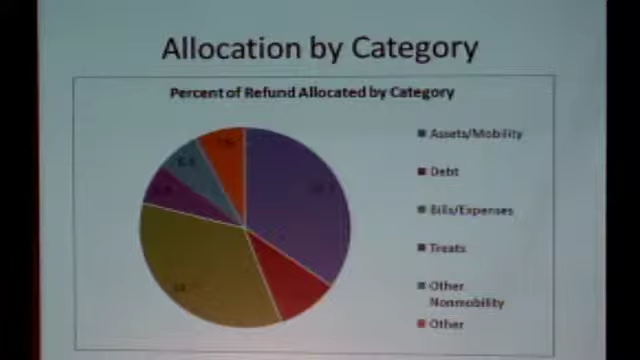 Allocation by Category
Percent of Refund Allocated by Category
Assets/Mobility
Debt
Bills/Expenses
Treats
Other
Nonmobility
Other